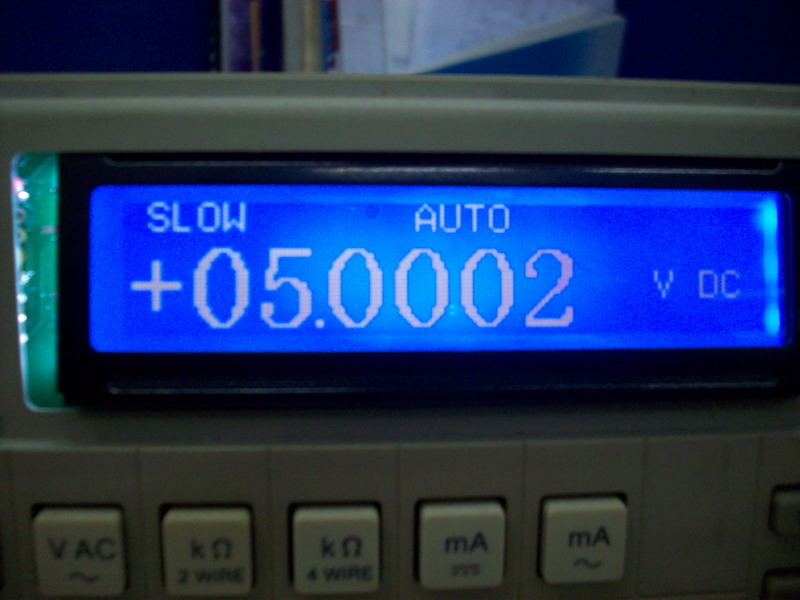 SLOW AUTO
+05.0002 V DC
V AC kΩ kΩ mA mA
2 WIRE 4 WIRE